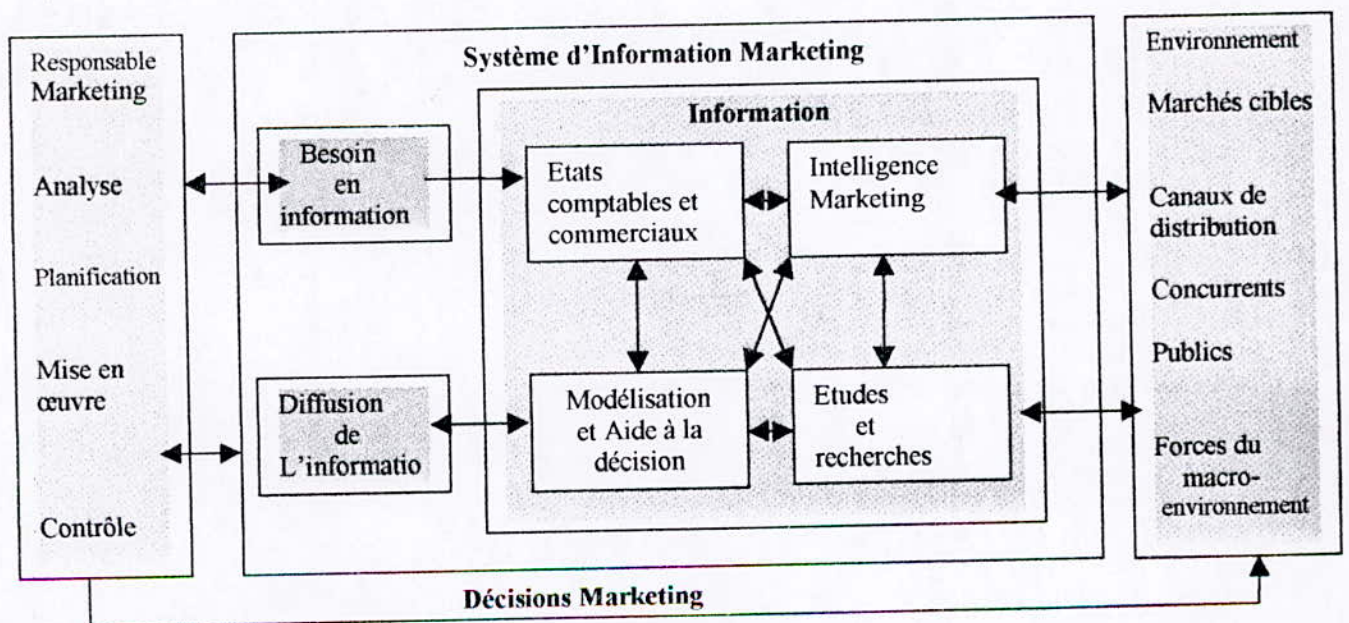 Responsable
Marketing
Analyse
Planification
Mise en
œuvre
Contrôle
Système d'Information Marketing
Besoin
en
information
Diffusion
de
L'informatio
Information
Etats
comptables et
commerciaux
Intelligence
Marketing
Modélisation
et Aide à la
décision
Etudes
et
recherches
Environnement
Marchés cibles
Canaux de
distribution
Concurrents
Publics
Forces du
macro-
environnement
Décisions Marketing